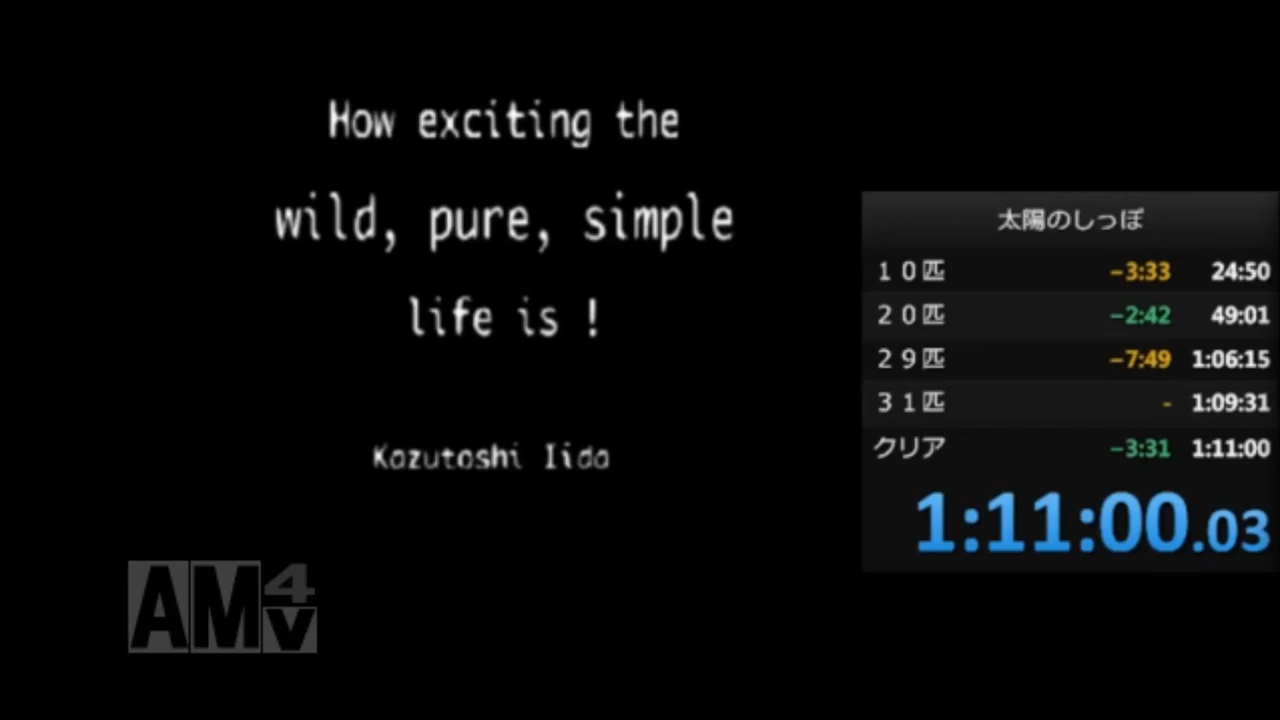 How exciting the
wild, pure, simple
life is !
Kazutoshi Iida
太陽のしっぽ
10匹 -3:33 24:50
20匹 -2:42 49:01
29匹 -7:49 1:06:15
31匹 - 1:09:31
クリア -3:31 1:11:00
1:11:00.03
AM4V